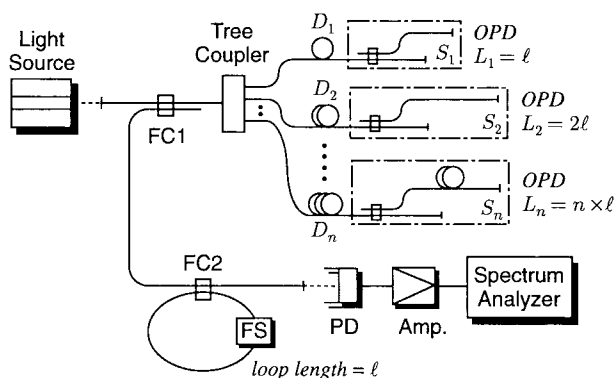 Light
Source
FC1
Tree
Coupler
D₁
S₁
OPD
L₁ = ℓ
D₂
S₂
OPD
L₂ = 2ℓ
Dₙ
Sₙ
OPD
Lₙ = n × ℓ
FC2
FS
loop length = ℓ
PD
Amp.
Spectrum
Analyzer